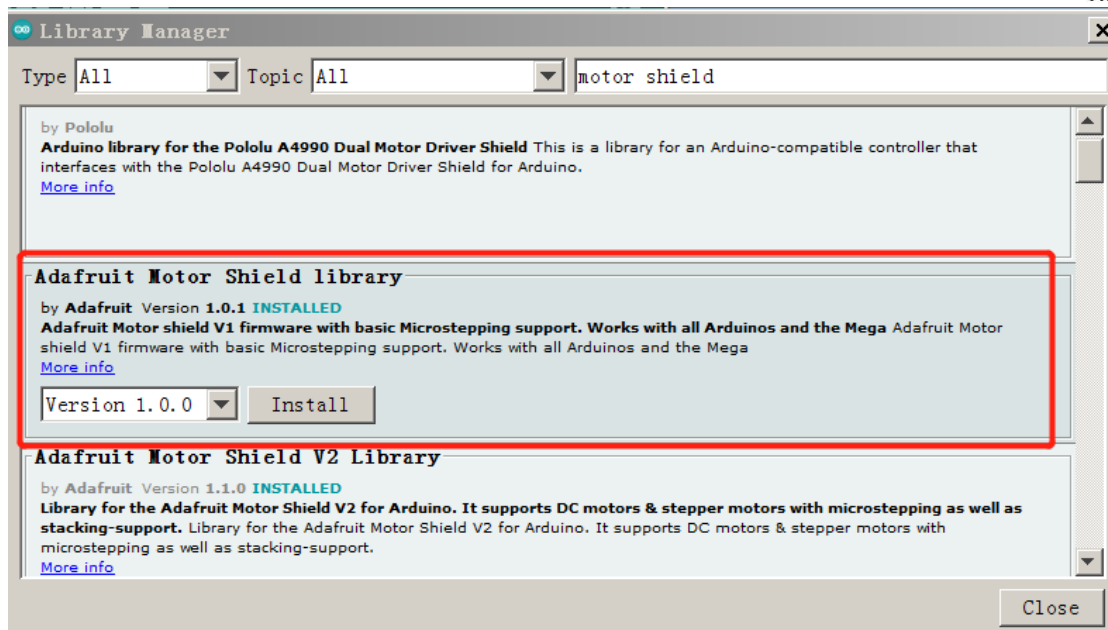 Library Manager
Type All Topic All motor shield
by Pololu
Arduino library for the Pololu A4990 Dual Motor Driver Shield This is a library for an Arduino-compatible controller that
interfaces with the Pololu A4990 Dual Motor Driver Shield for Arduino.
More info
Adafruit Motor Shield library
by Adafruit Version 1.0.1 INSTALLED
Adafruit Motor shield V1 firmware with basic Microstepping support. Works with all Arduinos and the Mega Adafruit Motor
shield V1 firmware with basic Microstepping support. Works with all Arduinos and the Mega
More info
Version 1.0.0 Install
Adafruit Motor Shield V2 Library
by Adafruit Version 1.1.0 INSTALLED
Library for the Adafruit Motor Shield V2 for Arduino. It supports DC motors & stepper motors with microstepping as well as
stacking-support. Library for the Adafruit Motor Shield V2 for Arduino. It supports DC motors & stepper motors with
microstepping as well as stacking-support.
More info
Close